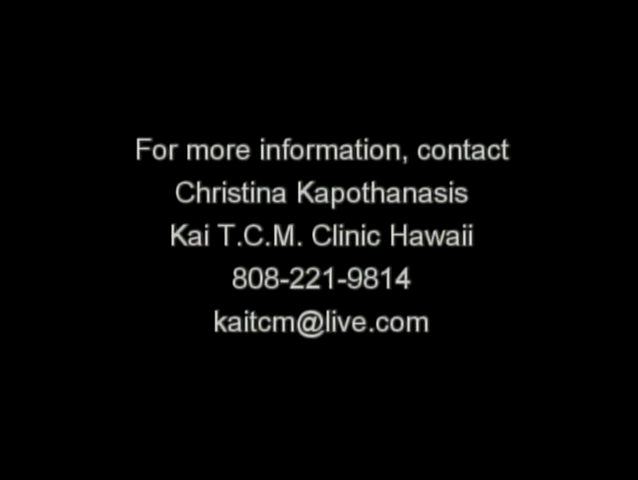 For more information, contact
Christina Kapothanasis
Kai T.C.M. Clinic Hawaii
808-221-9814
kaitcm@live.com